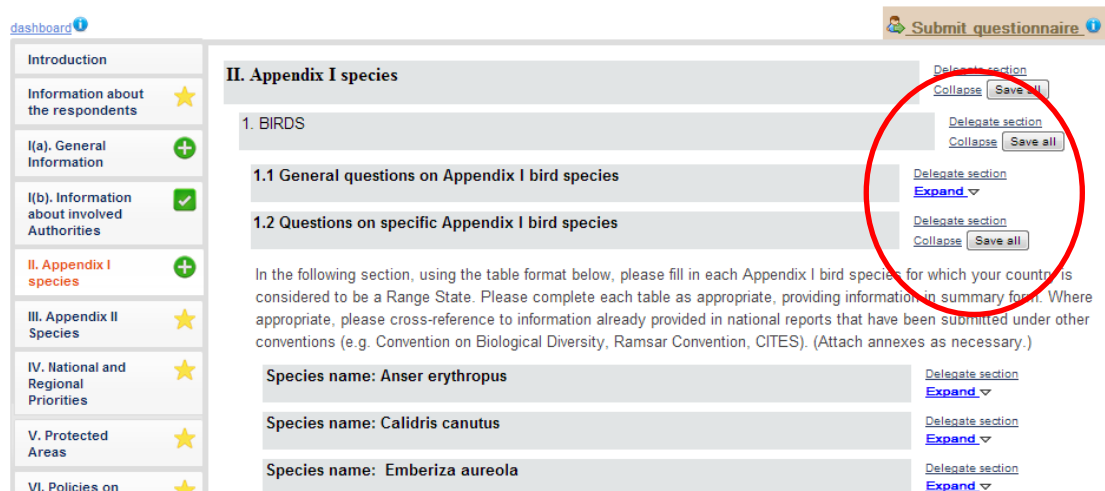 dashboard
Submit questionnaire
Introduction
Information about
the respondents
I(a). General
Information
I(b). Information
about involved
Authorities
II. Appendix I
species
III. Appendix II
Species
IV. National and
Regional
Priorities
V. Protected
Areas
VI. Policies on
II. Appendix I species
Delegate section
Collapse Save all
1. BIRDS
Delegate section
Collapse Save all
1.1 General questions on Appendix I bird species
Delegate section
Expand
1.2 Questions on specific Appendix I bird species
Delegate section
Collapse Save all
In the following section, using the table format below, please fill in each Appendix I bird species for which your country is
considered to be a Range State. Please complete each table as appropriate, providing information in summary form. Where
appropriate, please cross-reference to information already provided in national reports that have been submitted under other
conventions (e.g. Convention on Biological Diversity, Ramsar Convention, CITES). (Attach annexes as necessary.)
Species name: Anser erythropus
Delegate section
Expand
Species name: Calidris canutus
Delegate section
Expand
Species name: Emberiza aureola
Delegate section
Expand